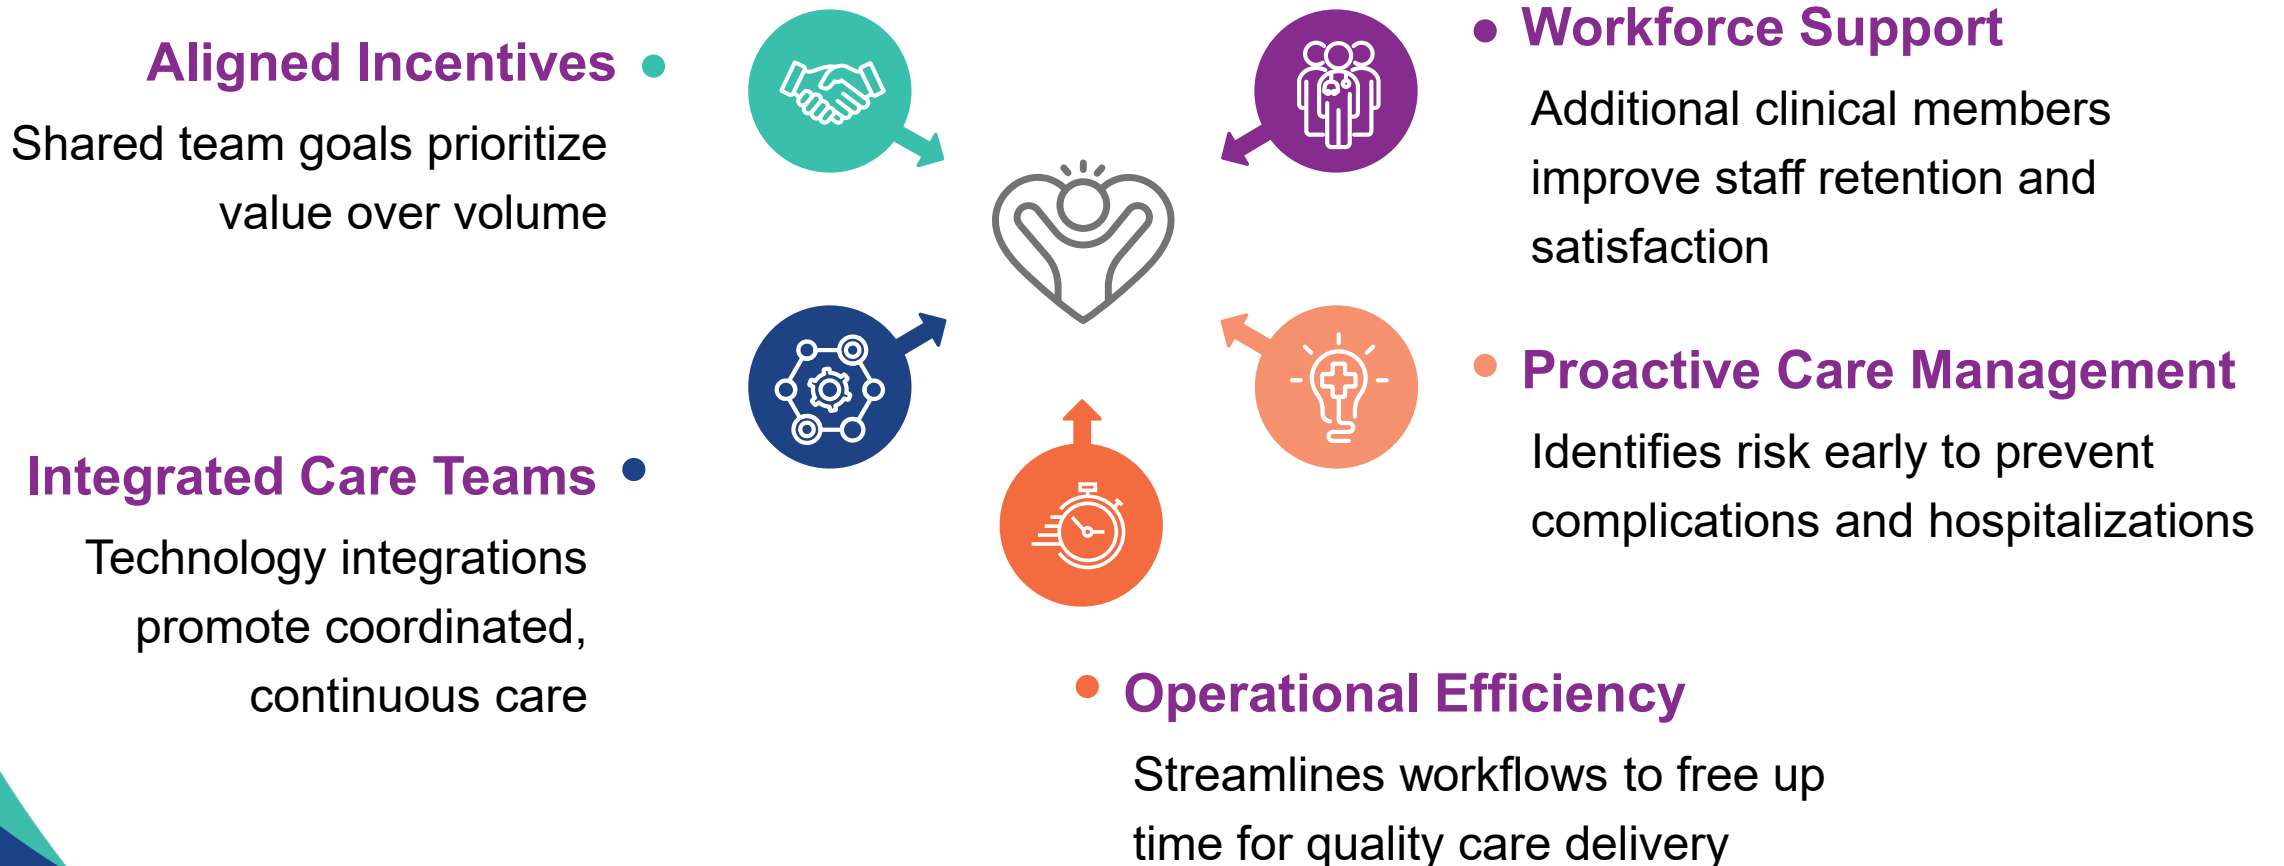 Aligned Incentives
Shared team goals prioritize
value over volume
Integrated Care Teams
Technology integrations
promote coordinated,
continuous care
Workforce Support
Additional clinical members
improve staff retention and
satisfaction
Proactive Care Management
Identifies risk early to prevent
complications and hospitalizations
Operational Efficiency
Streamlines workflows to free up
time for quality care delivery